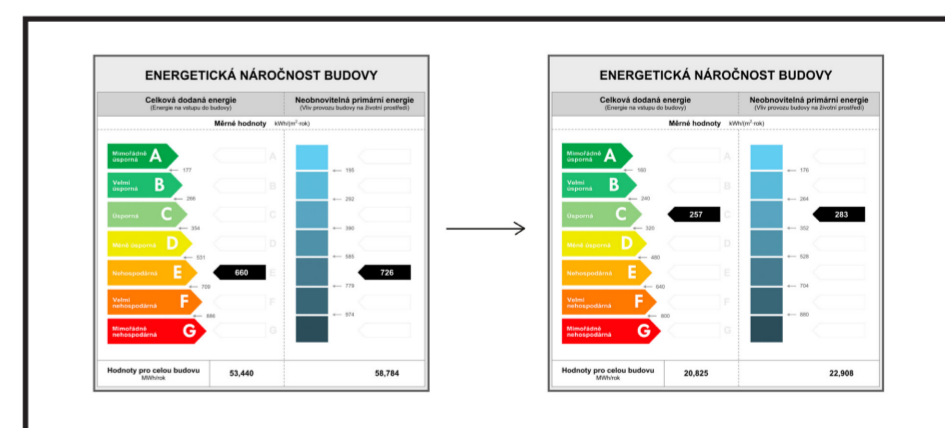 ENERGETICKÁ NÁROČNOST BUDOVY
Celková dodaná energie
(Energie na vstupu do budovy)
Neobnovitelná primární energie
(Vliv provozu budovy na životní prostředí)
Měrné hodnoty kWh/(m²·rok)
Mimořádně úsporná A A
177 195
Velmi úsporná B B
266 292
Úsporná C C
354 390
Méně úsporná D D
531 585
Nehospodárná E 660 E 726
709 779
Velmi nehospodárná F F
886 974
Mimořádně nehospodárná G G
Hodnoty pro celou budovu 53,440 58,784
MWh/rok
ENERGETICKÁ NÁROČNOST BUDOVY
Celková dodaná energie
(Energie na vstupu do budovy)
Neobnovitelná primární energie
(Vliv provozu budovy na životní prostředí)
Měrné hodnoty kWh/(m²·rok)
Mimořádně úsporná A A
160 176
Velmi úsporná B B
240 264
Úsporná C 257 C 283
320 352
Méně úsporná D D
480 528
Nehospodárná E E
640 704
Velmi nehospodárná F F
800 880
Mimořádně nehospodárná G G
Hodnoty pro celou budovu 20,825 22,908
MWh/rok